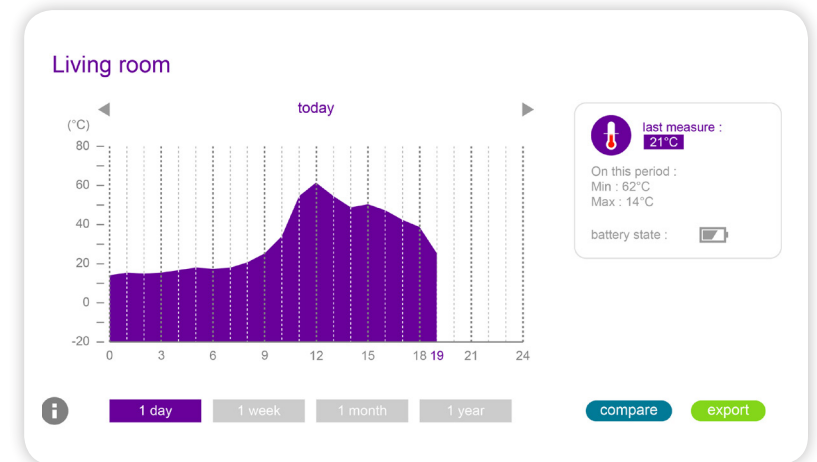 Living room
today
(°C)
80
60
40
20
0
-20
0 3 6 9 12 15 18 19 21 24
last measure :
21°C
On this period :
Min : 62°C
Max : 14°C
battery state :
i
1 day 1 week 1 month 1 year
compare export